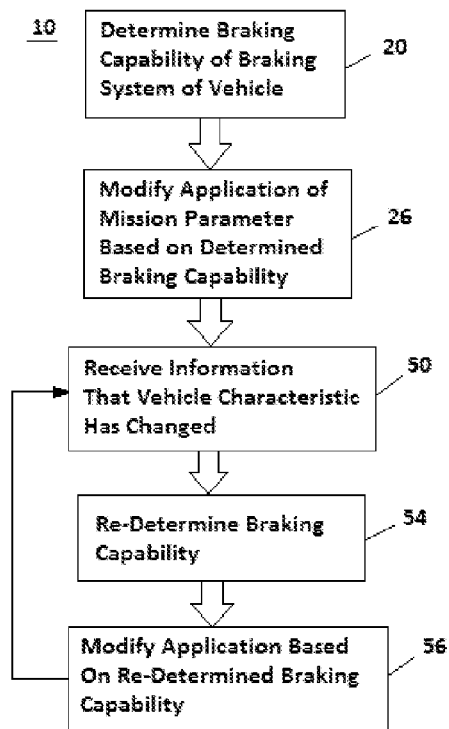 10
Determine Braking
Capability of Braking
System of Vehicle
20
Modify Application of
Mission Parameter
Based on Determined
Braking Capability
26
Receive Information
That Vehicle Characteristic
Has Changed
50
Re-Determine Braking
Capability
54
Modify Application Based
On Re-Determined Braking
Capability
56